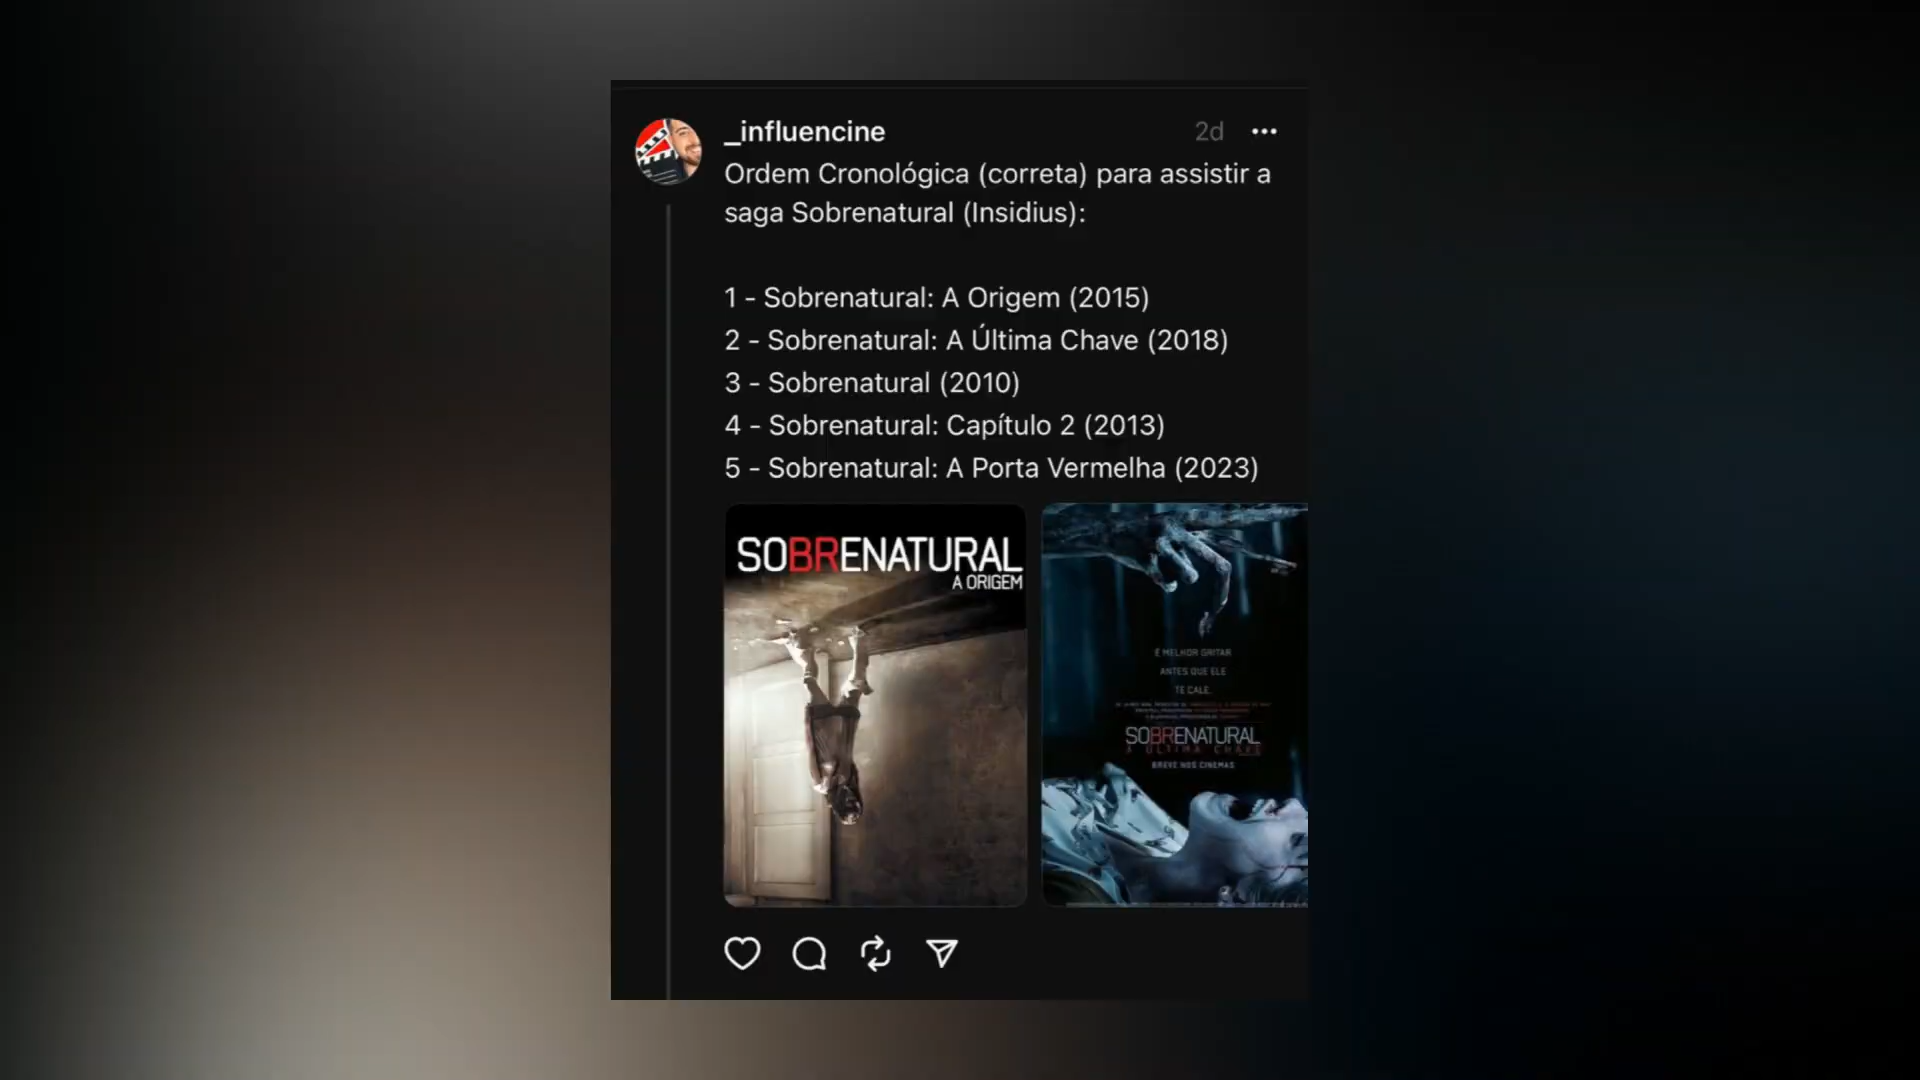 _influencine
2d
Ordem Cronológica (correta) para assistir a
saga Sobrenatural (Insidius):
1 - Sobrenatural: A Origem (2015)
2 - Sobrenatural: A Última Chave (2018)
3 - Sobrenatural (2010)
4 - Sobrenatural: Capítulo 2 (2013)
5 - Sobrenatural: A Porta Vermelha (2023)
SOBRENATURAL
A ORIGEM
É MELHOR GRITAR
ANTES QUE ELE
TE CALE.
SOBRENATURAL
A ÚLTIMA CHAVE
BREVE NOS CINEMAS